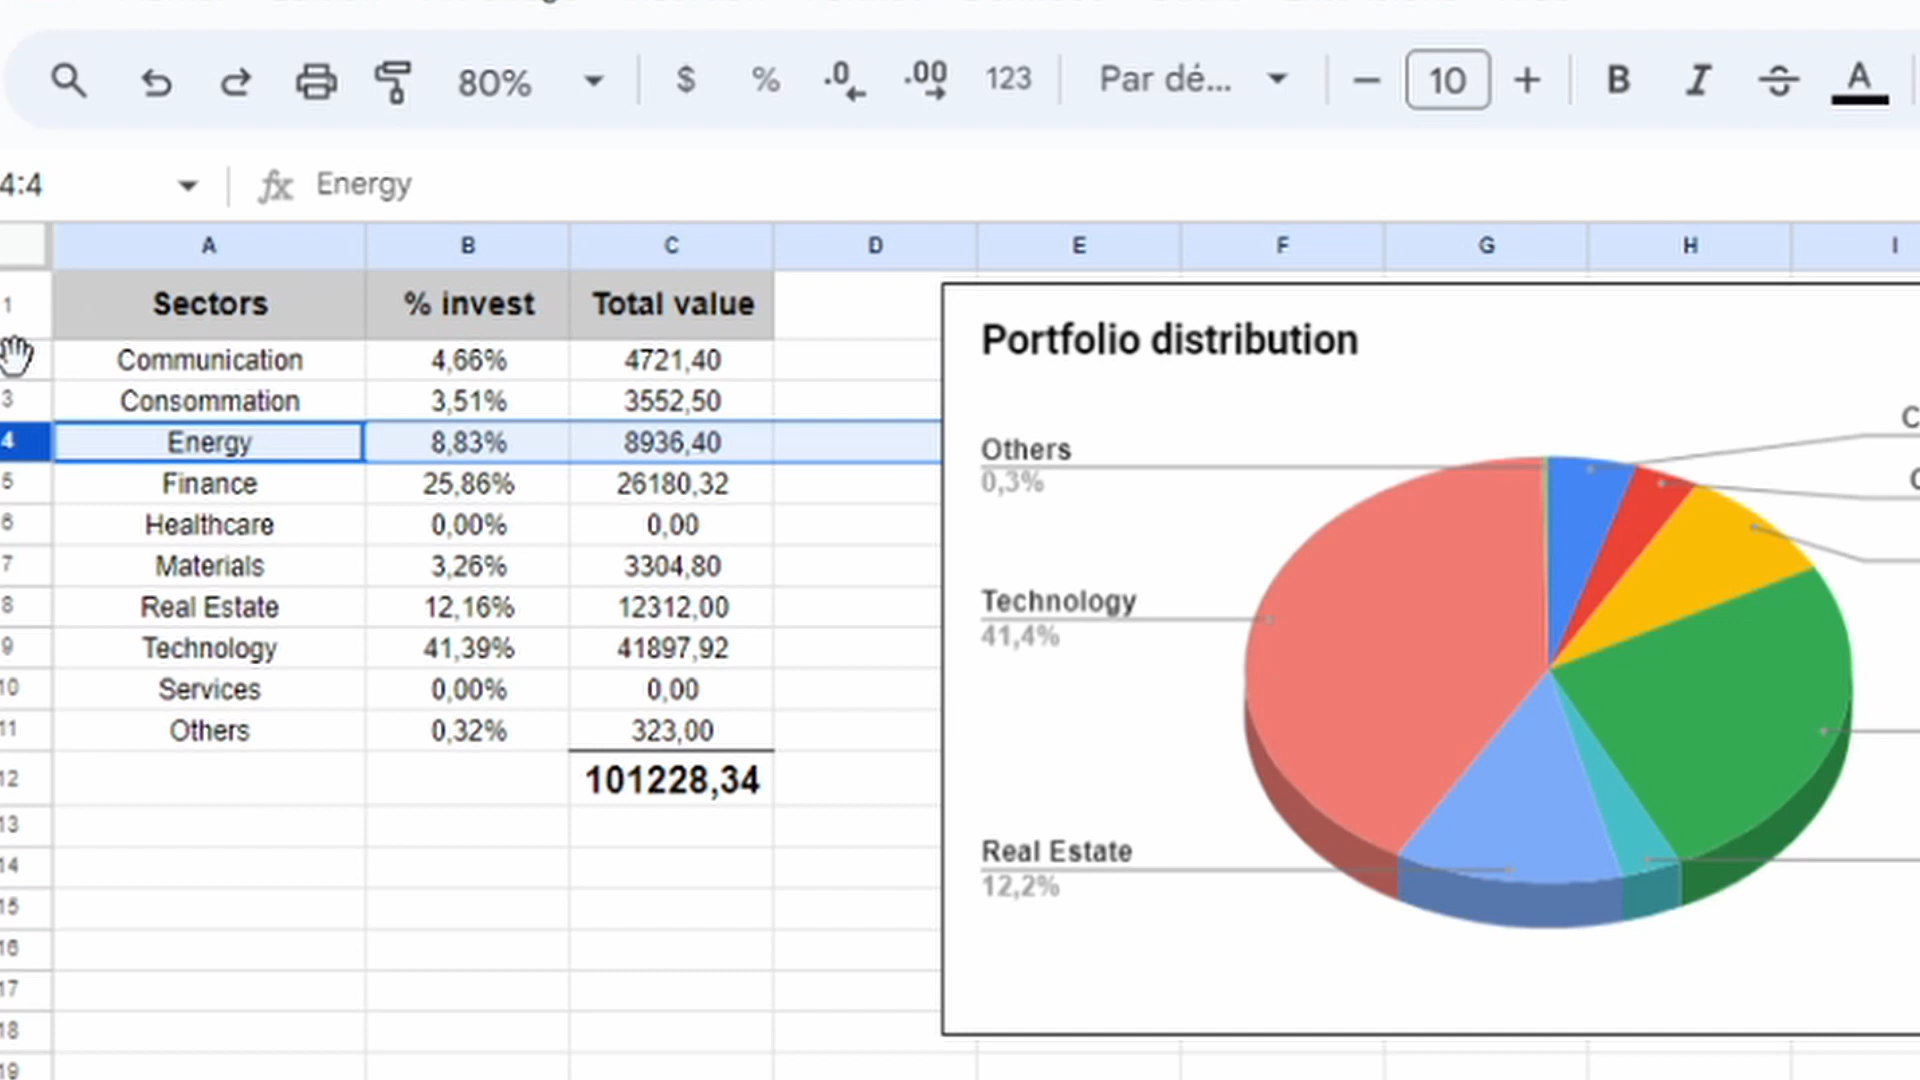 80% $ % .0 .00 123 Par dé... − 10 + B I S A
4:4 fx Energy
A B C D E F G H I
1 Sectors % invest Total value
Communication 4,66% 4721,40
3 Consommation 3,51% 3552,50
4 Energy 8,83% 8936,40
5 Finance 25,86% 26180,32
6 Healthcare 0,00% 0,00
7 Materials 3,26% 3304,80
8 Real Estate 12,16% 12312,00
9 Technology 41,39% 41897,92
10 Services 0,00% 0,00
11 Others 0,32% 323,00
12 101228,34
13
14
15
16
17
18
19
Portfolio distribution
Others
0,3%
Technology
41,4%
Real Estate
12,2%